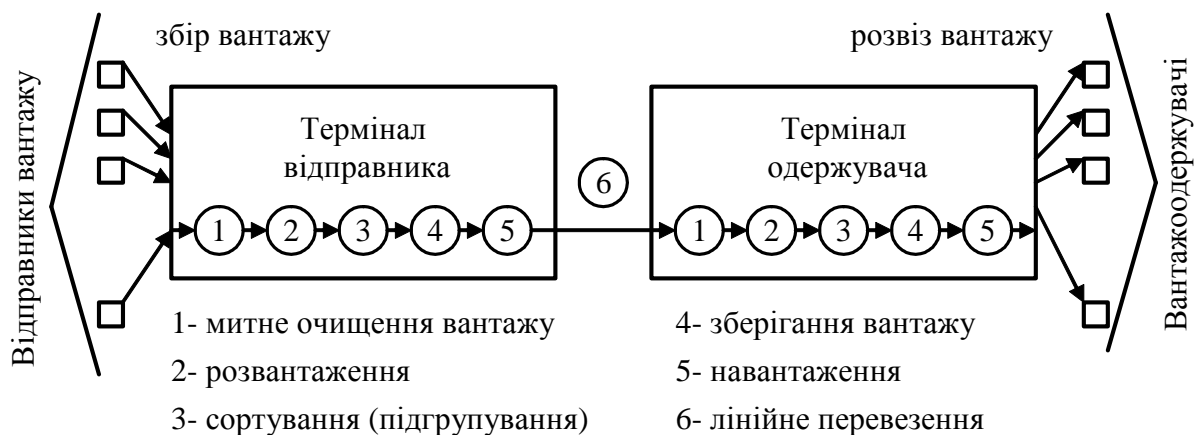 збір вантажу
розвіз вантажу
Відправники вантажу
Термінал
відправника
1 2 3 4 5
6
Термінал
одержувача
1 2 3 4 5
Вантажоодержувачі
1- митне очищення вантажу
2- розвантаження
3- сортування (підгрупування)
4- зберігання вантажу
5- навантаження
6- лінійне перевезення